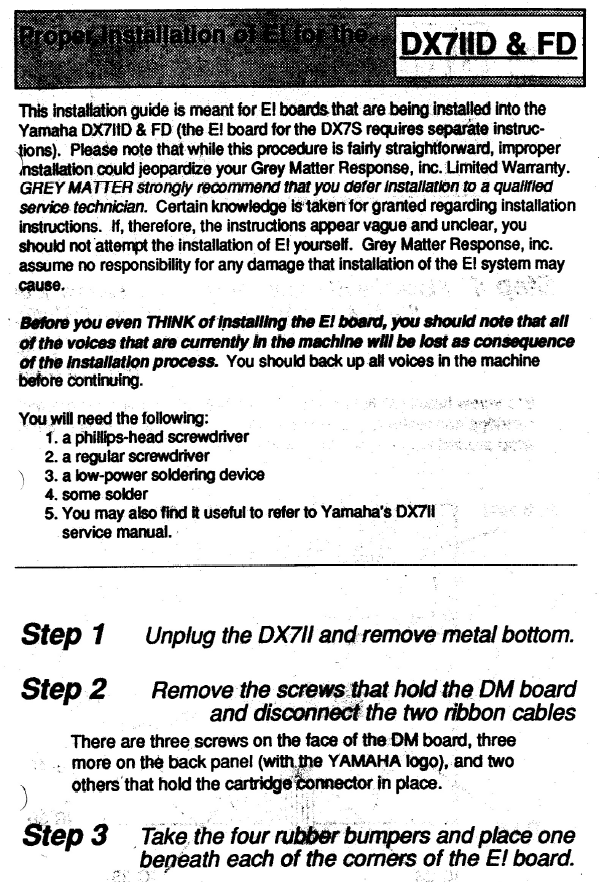 Proper Installation of E! for the
DX7IID & FD
This installation guide is meant for E! boards that are being installed into the
Yamaha DX7IID & FD (the E! board for the DX7S requires separate instruc-
tions). Please note that while this procedure is fairly straightforward, improper
installation could jeopardize your Grey Matter Response, inc. Limited Warranty.
GREY MATTER strongly recommend that you defer installation to a qualified
service technician. Certain knowledge is taken for granted regarding installation
instructions. If, therefore, the instructions appear vague and unclear, you
should not attempt the installation of E! yourself. Grey Matter Response, inc.
assume no responsibility for any damage that installation of the E! system may
cause.
Before you even THINK of installing the E! board, you should note that all
of the voices that are currently in the machine will be lost as consequence
of the installation process. You should back up all voices in the machine
before continuing.
You will need the following:
1. a phillips-head screwdriver
2. a regular screwdriver
3. a low-power soldering device
4. some solder
5. You may also find it useful to refer to Yamaha's DX7II
service manual.
Step 1 Unplug the DX7II and remove metal bottom.
Step 2 Remove the screws that hold the DM board
and disconnect the two ribbon cables
There are three screws on the face of the DM board, three
more on the back panel (with the YAMAHA logo), and two
others that hold the cartridge connector in place.
Step 3 Take the four rubber bumpers and place one
beneath each of the corners of the E! board.